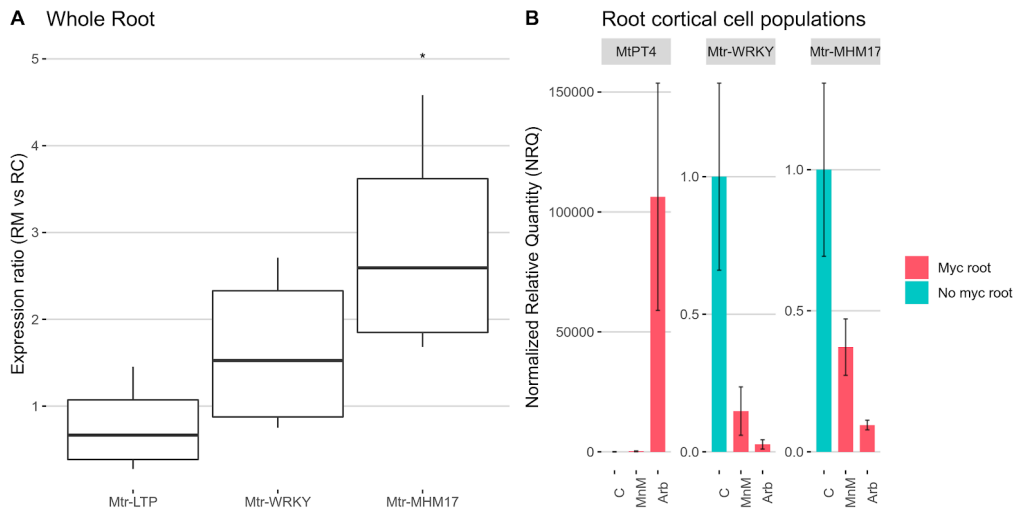 A Whole Root
Expression ratio (RM vs RC)
5
4
3
2
1
*
Mtr-LTP Mtr-WRKY Mtr-MHM17
B Root cortical cell populations
MtPT4 Mtr-WRKY Mtr-MHM17
Normalized Relative Quantity (NRQ)
150000
100000
50000
0
1.0
0.5
0.0
1.0
0.5
0.0
C MnM Arb C MnM Arb C MnM Arb
Myc root
No myc root